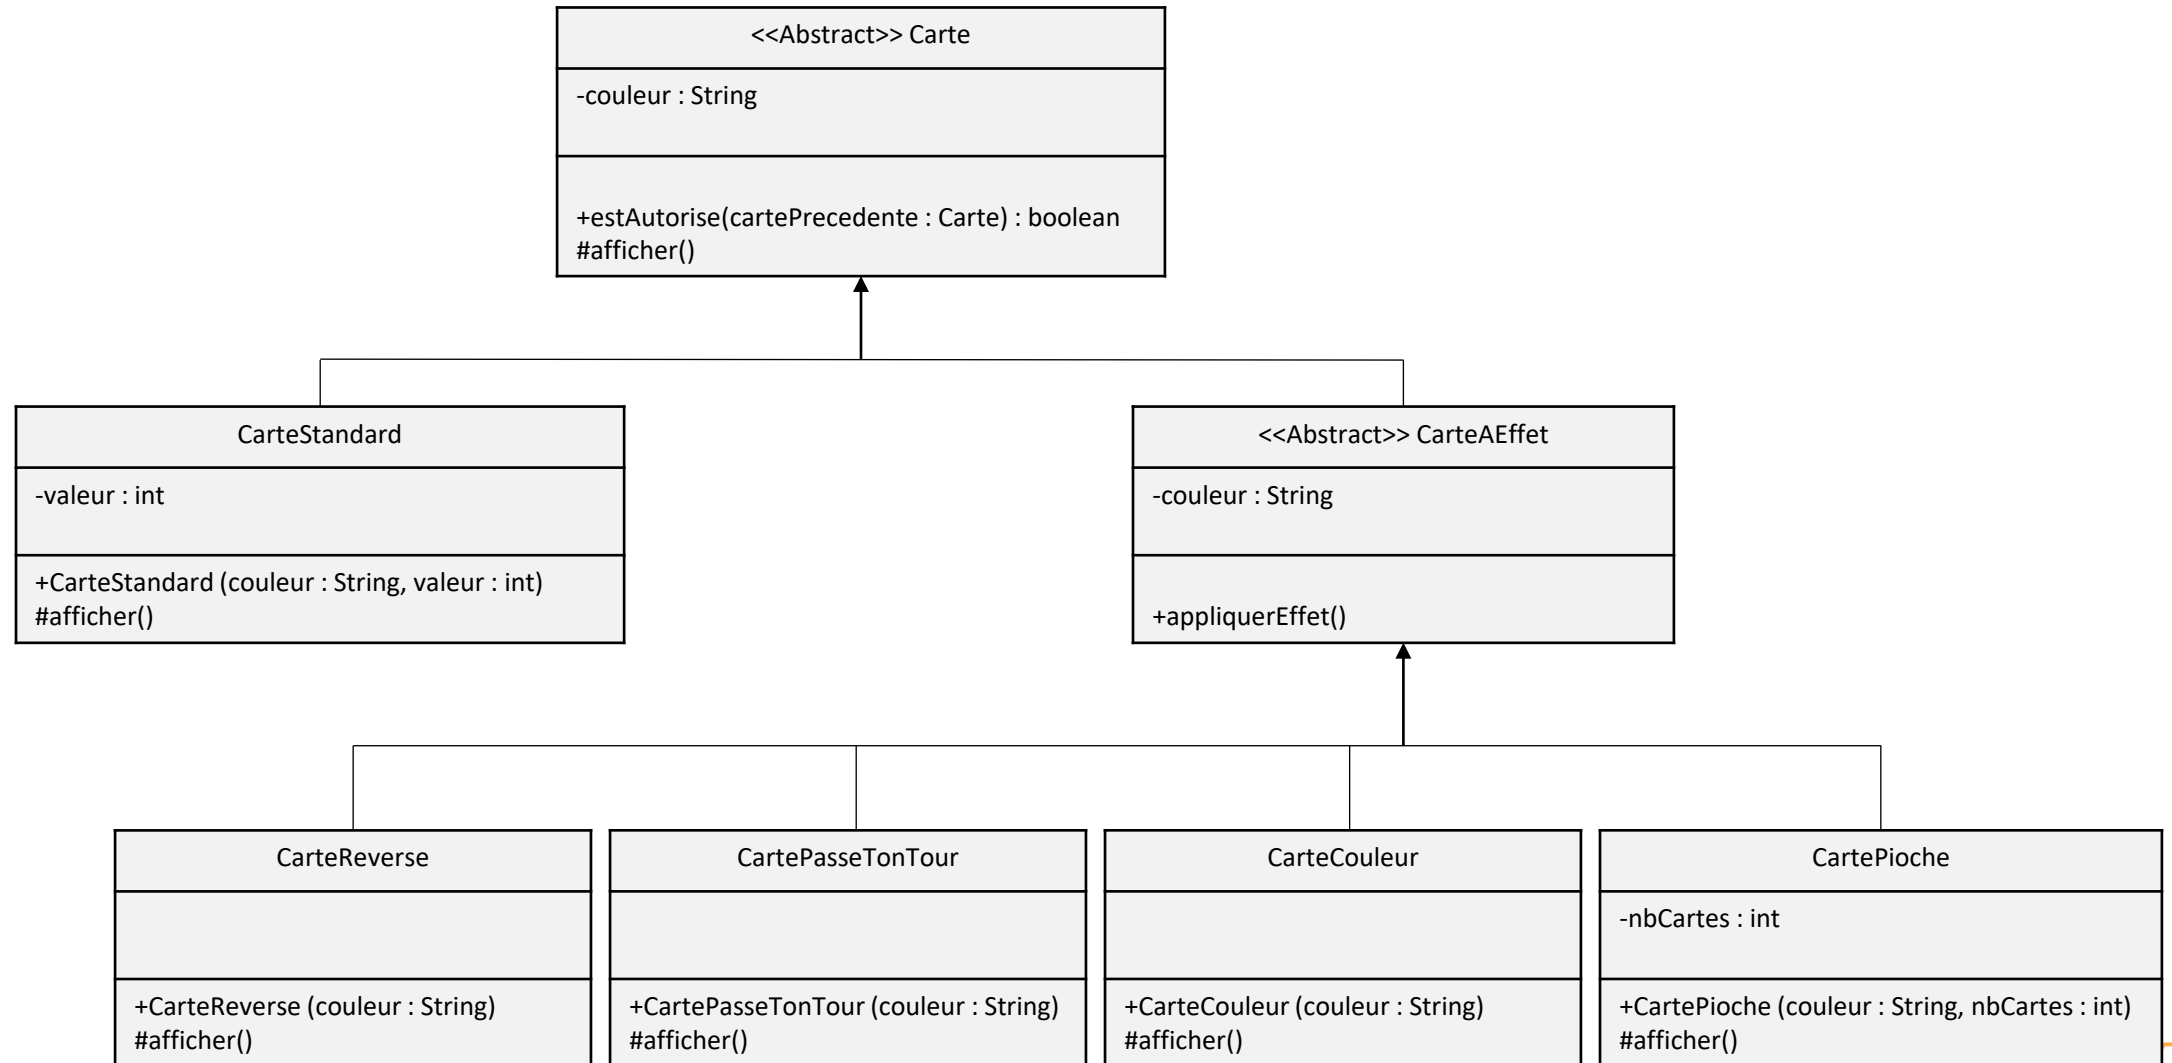 <<Abstract>> Carte
-couleur : String
+estAutorise(cartePrecedente : Carte) : boolean
#afficher()
CarteStandard
-valeur : int
+CarteStandard (couleur : String, valeur : int)
#afficher()
<<Abstract>> CarteAEffet
-couleur : String
+appliquerEffet()
CarteReverse
+CarteReverse (couleur : String)
#afficher()
CartePasseTonTour
+CartePasseTonTour (couleur : String)
#afficher()
CarteCouleur
+CarteCouleur (couleur : String)
#afficher()
CartePioche
-nbCartes : int
+CartePioche (couleur : String, nbCartes : int)
#afficher()